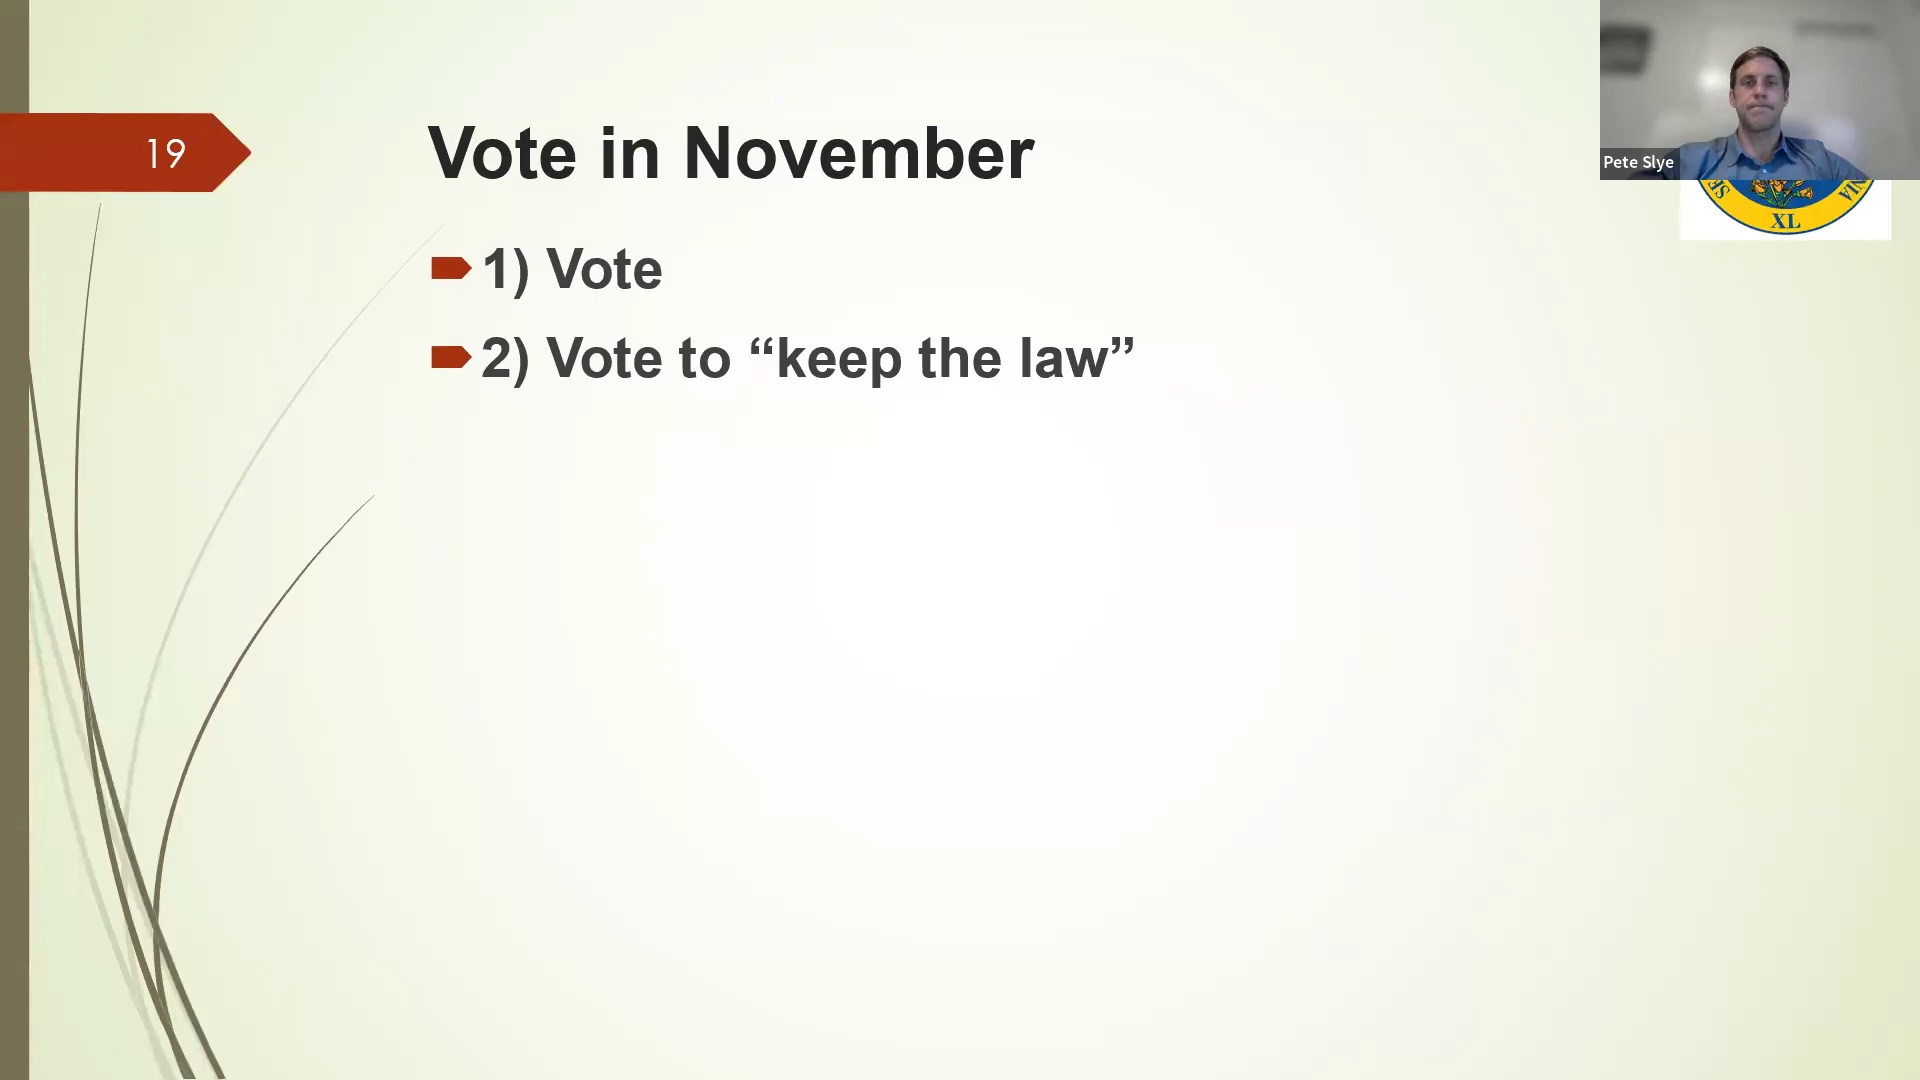 19
Vote in November
1) Vote
2) Vote to “keep the law”
Pete Slye
XL